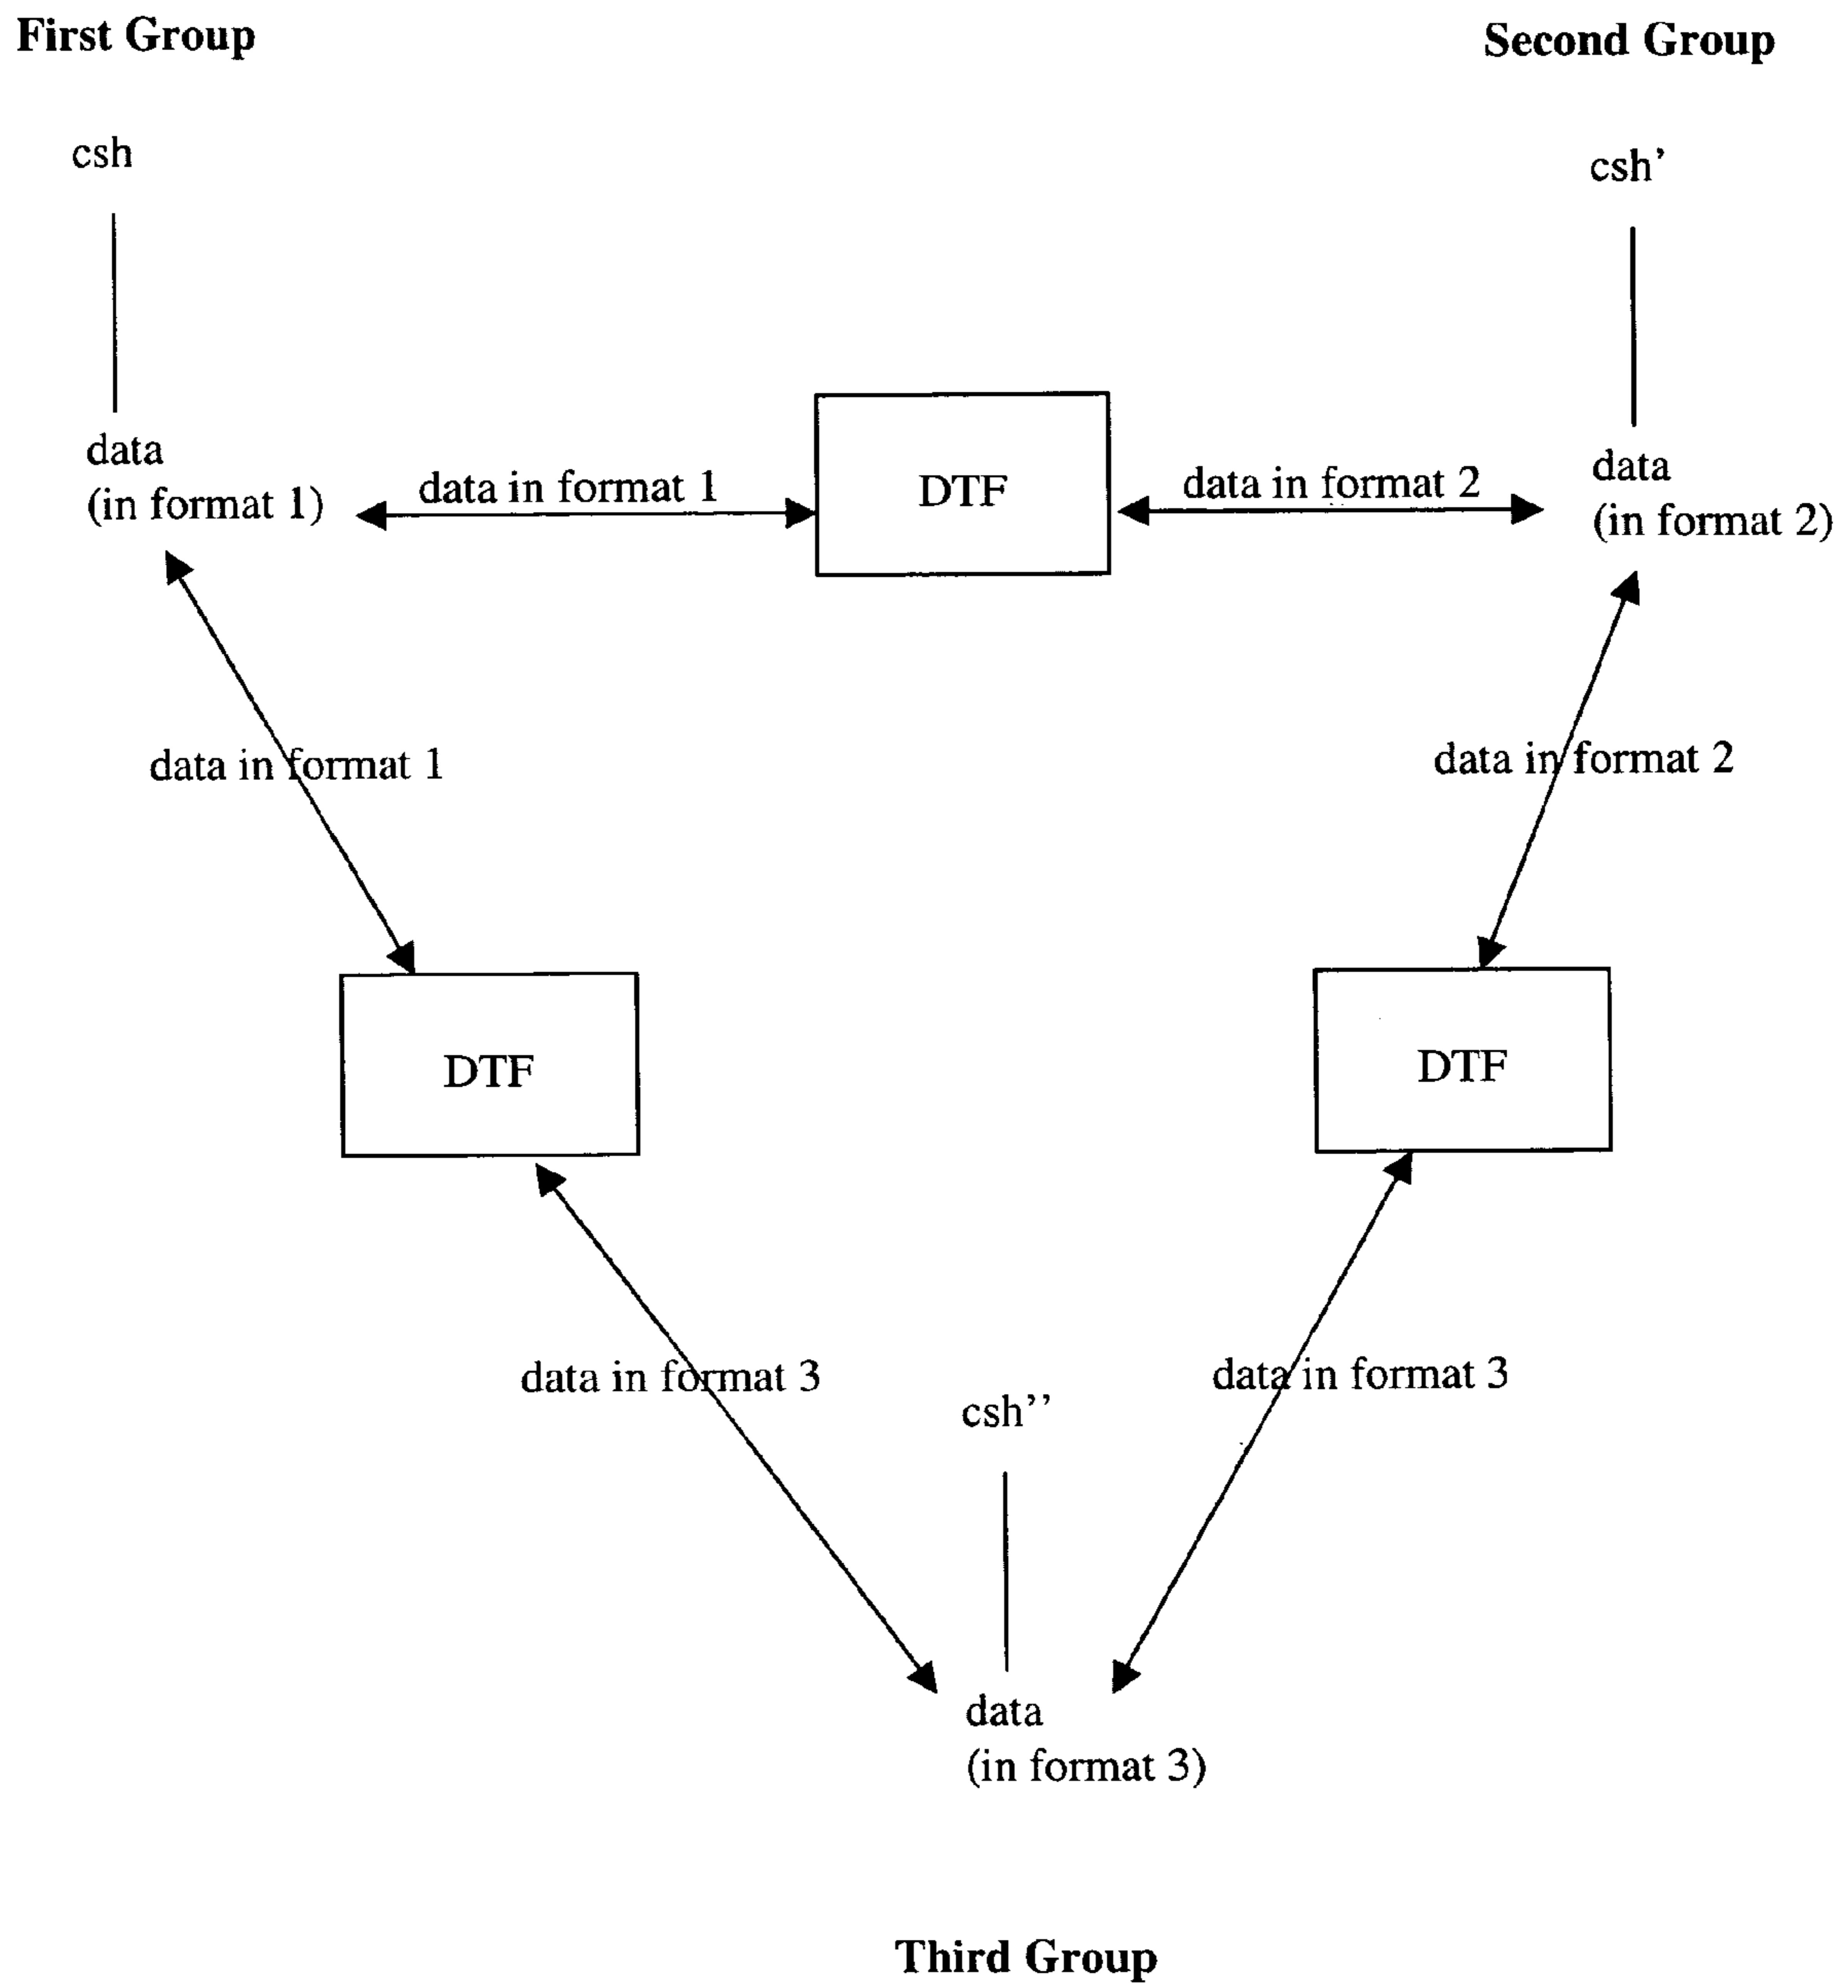 First Group
Second Group
csh
csh’
data
(in format 1)
data in format 1
DTF
data in format 2
data
(in format 2)
data in format 1
data in format 2
DTF
DTF
data in format 3
data in format 3
csh’’
data
(in format 3)
Third Group